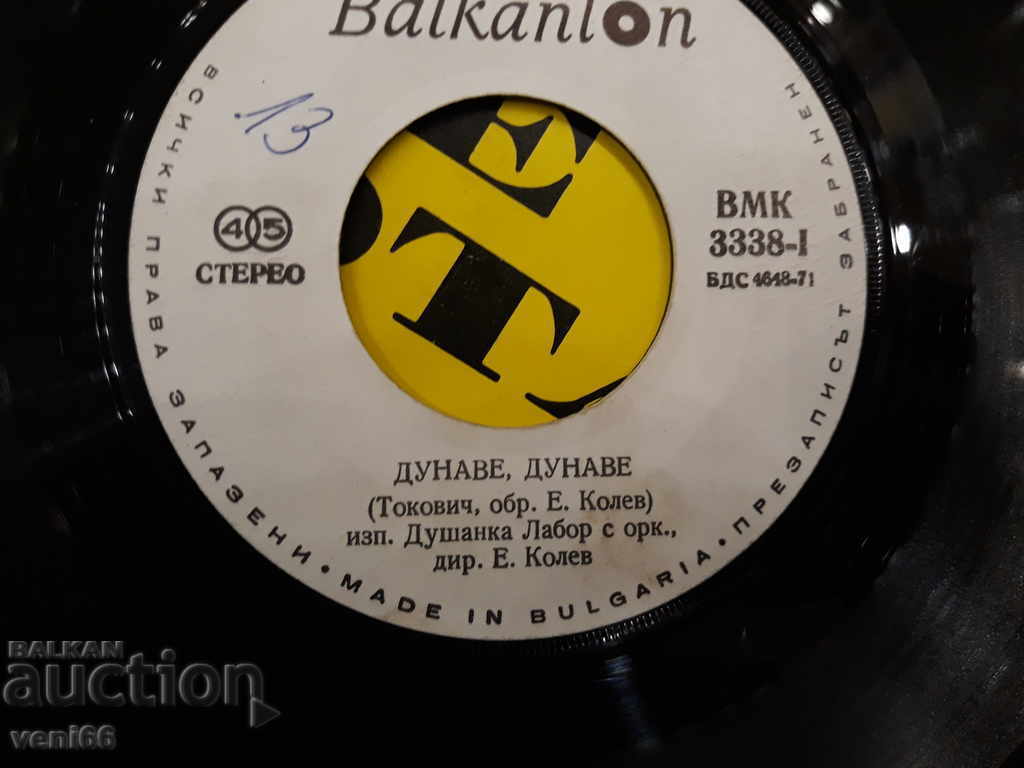 Balkanton
13
45
СТЕРЕО
ВМК
3338-I
БДС 4648-71
ДУНАВЕ, ДУНАВЕ
(Токович, обр. Е. Колев)
изп. Душанка Лабор с орк.,
дир. Е. Колев
ВСИЧКИ ПРАВА ЗАПАЗЕНИ • MADE IN BULGARIA • ПРЕЗАПИСЪТ ЗАБРАНЕН
E
T
BALKAN
auction
veni66